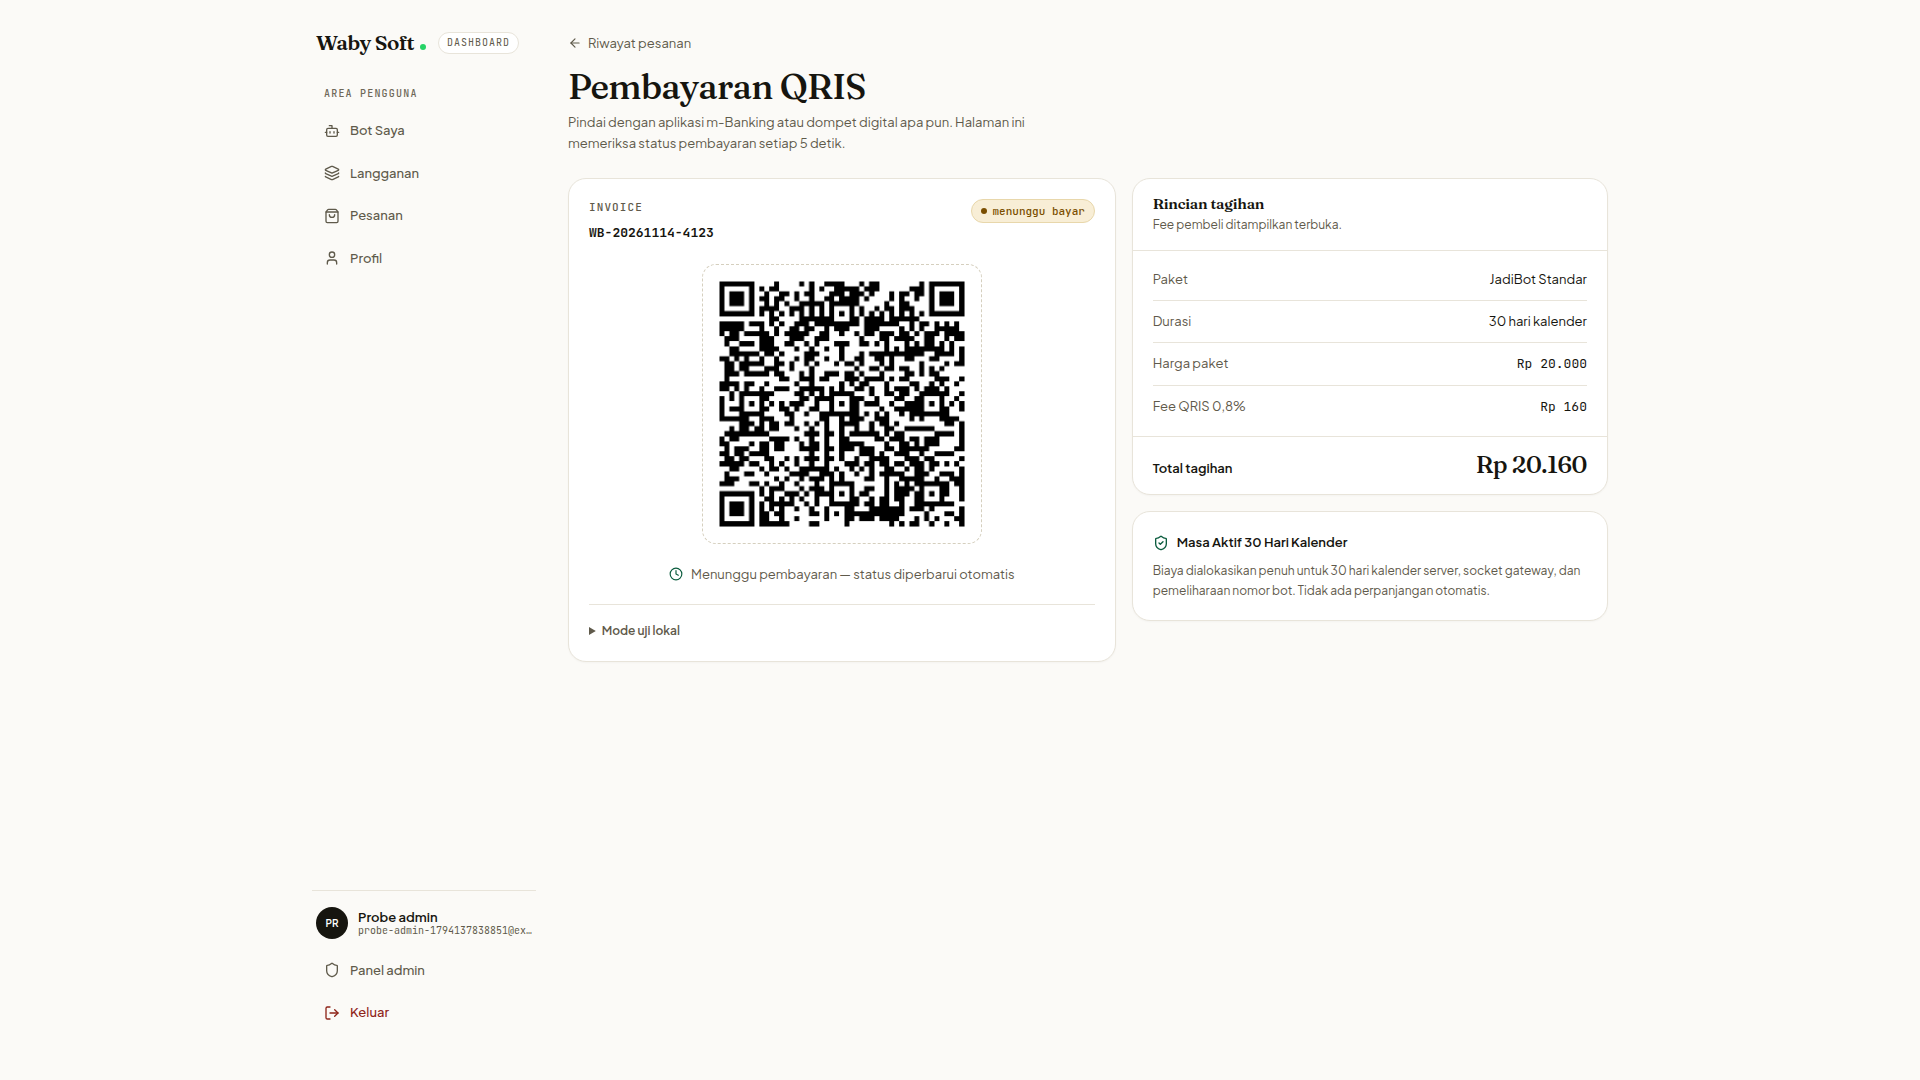 Waby Soft
DASHBOARD
AREA PENGGUNA
Bot Saya
Langganan
Pesanan
Profil
Probe admin
PR
probe-admin-1794137838851@ex…
Panel admin
Keluar
Riwayat pesanan
Pembayaran QRIS
Pindai dengan aplikasi m-Banking atau dompet digital apa pun. Halaman ini
memeriksa status pembayaran setiap 5 detik.
INVOICE
menunggu bayar
WB-20261114-4123
Menunggu pembayaran — status diperbarui otomatis
Mode uji lokal
Rincian tagihan
Fee pembeli ditampilkan terbuka.
Paket
JadiBot Standar
Durasi
30 hari kalender
Harga paket
Rp 20.000
Fee QRIS 0,8%
Rp 160
Total tagihan
Rp 20.160
Masa Aktif 30 Hari Kalender
Biaya dialokasikan penuh untuk 30 hari kalender server, socket gateway, dan
pemeliharaan nomor bot. Tidak ada perpanjangan otomatis.